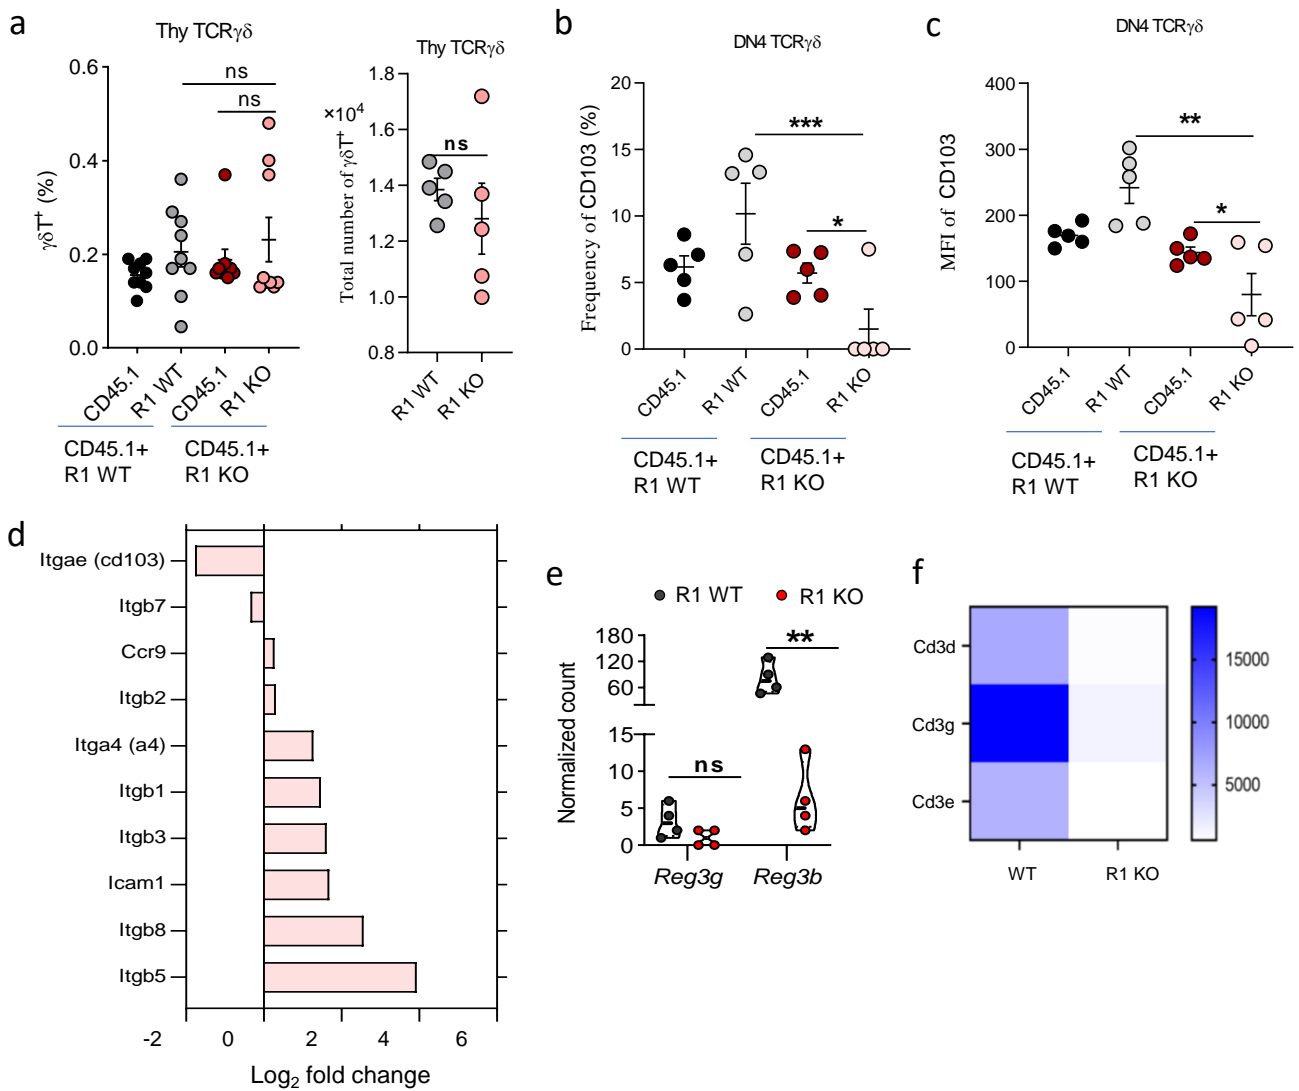 a
Thy TCRγδ
γδT⁺ (%)
0.6
0.4
0.2
0.0
ns
ns
CD45.1
R1 WT
CD45.1
R1 KO
CD45.1+
R1 WT
CD45.1+
R1 KO
Thy TCRγδ
×10⁴
Total number of γδT⁺
1.8
1.6
1.4
1.2
1.0
0.8
ns
R1 WT
R1 KO
b
DN4 TCRγδ
Frequency of CD103 (%)
20
15
10
5
0
***
*
CD45.1
R1 WT
CD45.1
R1 KO
CD45.1+
R1 WT
CD45.1+
R1 KO
c
DN4 TCRγδ
MFI of CD103
400
300
200
100
0
**
*
CD45.1
R1 WT
CD45.1
R1 KO
CD45.1+
R1 WT
CD45.1+
R1 KO
d
Itgae (cd103)
Itgb7
Ccr9
Itgb2
Itga4 (a4)
Itgb1
Itgb3
Icam1
Itgb8
Itgb5
-2 0 2 4 6
Log₂ fold change
e
R1 WT R1 KO
Normalized count
180
120
60
15
10
5
0
ns
**
Reg3g Reg3b
f
Cd3d
Cd3g
Cd3e
WT R1 KO
15000
10000
5000